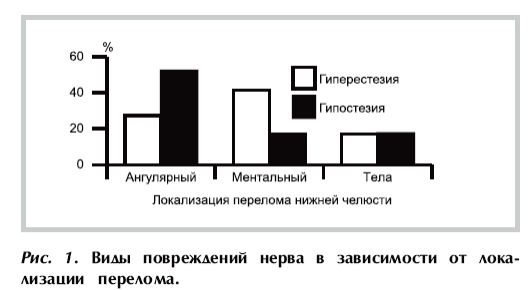 %
60
40
20
0
Гиперестезия
Гипостезия
Ангулярный Ментальный Тела
Локализация перелома нижней челюсти
Рис. 1. Виды повреждений нерва в зависимости от лока-
лизации перелома.